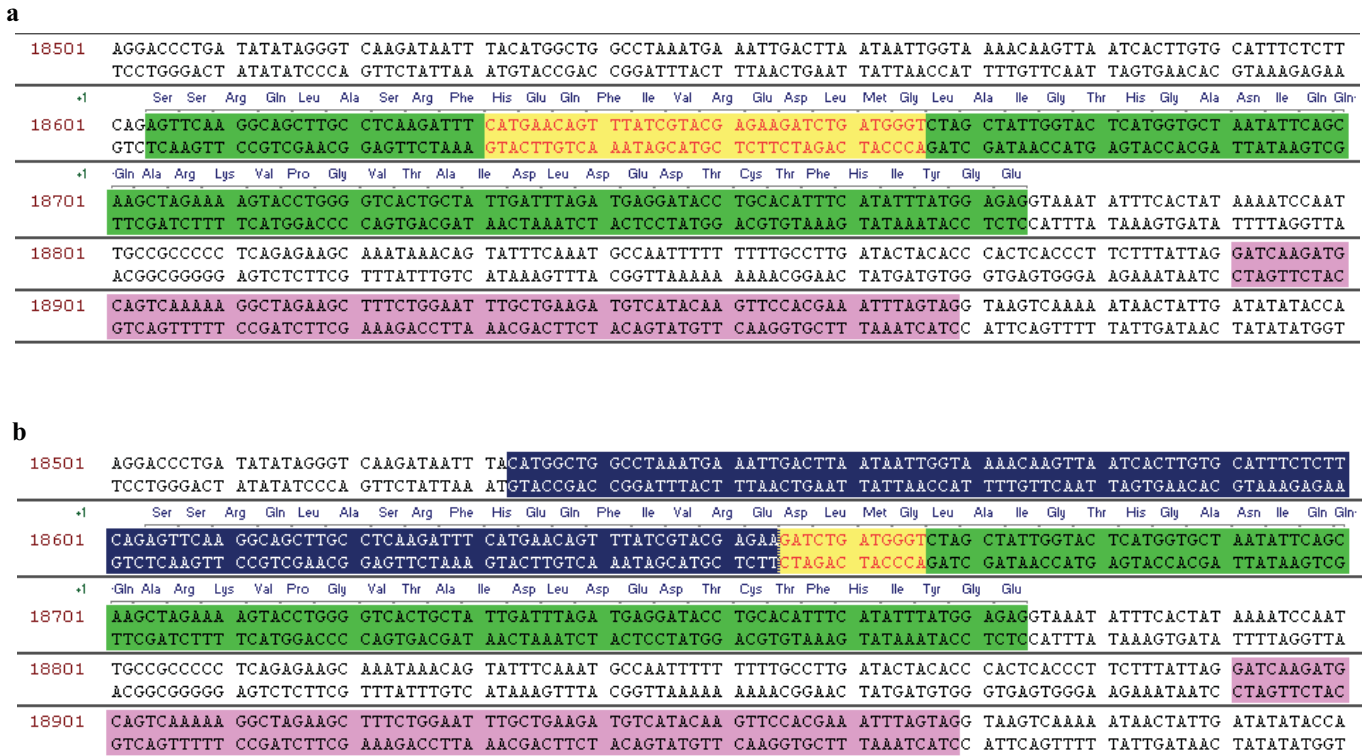 a
18501 AGGACCCTGA TATATAGGGT CAAGATAATT TACATGGCTG GCCTAAATGA AATTGACTTA ATAATTGGTA AAACAAGTTA ATCACTTGTG CATTTCTCTT
TCCTGGGACT ATATATCCCA GTTCTATTAA ATGTACCGAC CGGATTTACT TTAACTGAAT TATTAACCAT TTTGTTCAAT TAGTGAACAC GTAAAGAGAA
+1 Ser Ser Arg Gln Leu Ala Ser Arg Phe His Glu Gln Phe Ile Val Arg Glu Asp Leu Met Gly Leu Ala Ile Gly Thr His Gly Ala Asn Ile Gln Gln·
18601 CAGAGTTCAA GGCAGCTTGC CTCAAGATTT CATGAACAGT TTATCGTACG AGAAGATCTG ATGGGTCTAG CTATTGGTAC TCATGGTGCT AATATTCAGC
GTCTCAAGTT CCGTCGAACG GAGTTCTAAA GTACTTGTCA AATAGCATGC TCTTCTAGAC TACCCAGATC GATAACCATG AGTACCACGA TTATAAGTCG
+1 ·Gln Ala Arg Lys Val Pro Gly Val Thr Ala Ile Asp Leu Asp Glu Asp Thr Cys Thr Phe His Ile Tyr Gly Glu
18701 AAGCTAGAAA AGTACCTGGG GTCACTGCTA TTGATTTAGA TGAGGATACC TGCACATTTC ATATTTATGG AGAGGTAAAT ATTTCACTAT AAAATCCAAT
TTCGATCTTT TCATGGACCC CAGTGACGAT AACTAAATCT ACTCCTATGG ACGTGTAAAG TATAAATACC TCTCCATTTA TAAAGTGATA TTTTAGGTTA
18801 TGCCGCCCCC TCAGAGAAGC AAATAAACAG TATTTCAAAT GCCAATTTTT TTTTGCCTTG ATACTACACC CACTCACCCT TCTTTATTAG GATCAAGATG
ACGGCGGGGG AGTCTCTTCG TTTATTTGTC ATAAAGTTTA CGGTTAAAAA AAAACGGAAC TATGATGTGG GTGAGTGGGA AGAAATAATC CTAGTTCTAC
18901 CAGTCAAAAA GGCTAGAAGC TTTCTGGAAT TTGCTGAAGA TGTCATACAA GTTCCACGAA ATTTAGTAGG TAAGTCAAAA ATAACTATTG ATATATACCA
GTCAGTTTTT CCGATCTTCG AAAGACCTTA AACGACTTCT ACAGTATGTT CAAGGTGCTT TAAATCATCC ATTCAGTTTT TATTGATAAC TATATATGGT
b
18501 AGGACCCTGA TATATAGGGT CAAGATAATT TACATGGCTG GCCTAAATGA AATTGACTTA ATAATTGGTA AAACAAGTTA ATCACTTGTG CATTTCTCTT
TCCTGGGACT ATATATCCCA GTTCTATTAA ATGTACCGAC CGGATTTACT TTAACTGAAT TATTAACCAT TTTGTTCAAT TAGTGAACAC GTAAAGAGAA
+1 Ser Ser Arg Gln Leu Ala Ser Arg Phe His Glu Gln Phe Ile Val Arg Glu Asp Leu Met Gly Leu Ala Ile Gly Thr His Gly Ala Asn Ile Gln Gln·
18601 CAGAGTTCAA GGCAGCTTGC CTCAAGATTT CATGAACAGT TTATCGTACG AGAAGATCTG ATGGGTCTAG CTATTGGTAC TCATGGTGCT AATATTCAGC
GTCTCAAGTT CCGTCGAACG GAGTTCTAAA GTACTTGTCA AATAGCATGC TCTTCTAGAC TACCCAGATC GATAACCATG AGTACCACGA TTATAAGTCG
+1 ·Gln Ala Arg Lys Val Pro Gly Val Thr Ala Ile Asp Leu Asp Glu Asp Thr Cys Thr Phe His Ile Tyr Gly Glu
18701 AAGCTAGAAA AGTACCTGGG GTCACTGCTA TTGATTTAGA TGAGGATACC TGCACATTTC ATATTTATGG AGAGGTAAAT ATTTCACTAT AAAATCCAAT
TTCGATCTTT TCATGGACCC CAGTGACGAT AACTAAATCT ACTCCTATGG ACGTGTAAAG TATAAATACC TCTCCATTTA TAAAGTGATA TTTTAGGTTA
18801 TGCCGCCCCC TCAGAGAAGC AAATAAACAG TATTTCAAAT GCCAATTTTT TTTTGCCTTG ATACTACACC CACTCACCCT TCTTTATTAG GATCAAGATG
ACGGCGGGGG AGTCTCTTCG TTTATTTGTC ATAAAGTTTA CGGTTAAAAA AAAACGGAAC TATGATGTGG GTGAGTGGGA AGAAATAATC CTAGTTCTAC
18901 CAGTCAAAAA GGCTAGAAGC TTTCTGGAAT TTGCTGAAGA TGTCATACAA GTTCCACGAA ATTTAGTAGG TAAGTCAAAA ATAACTATTG ATATATACCA
GTCAGTTTTT CCGATCTTCG AAAGACCTTA AACGACTTCT ACAGTATGTT CAAGGTGCTT TAAATCATCC ATTCAGTTTT TATTGATAAC TATATATGGT